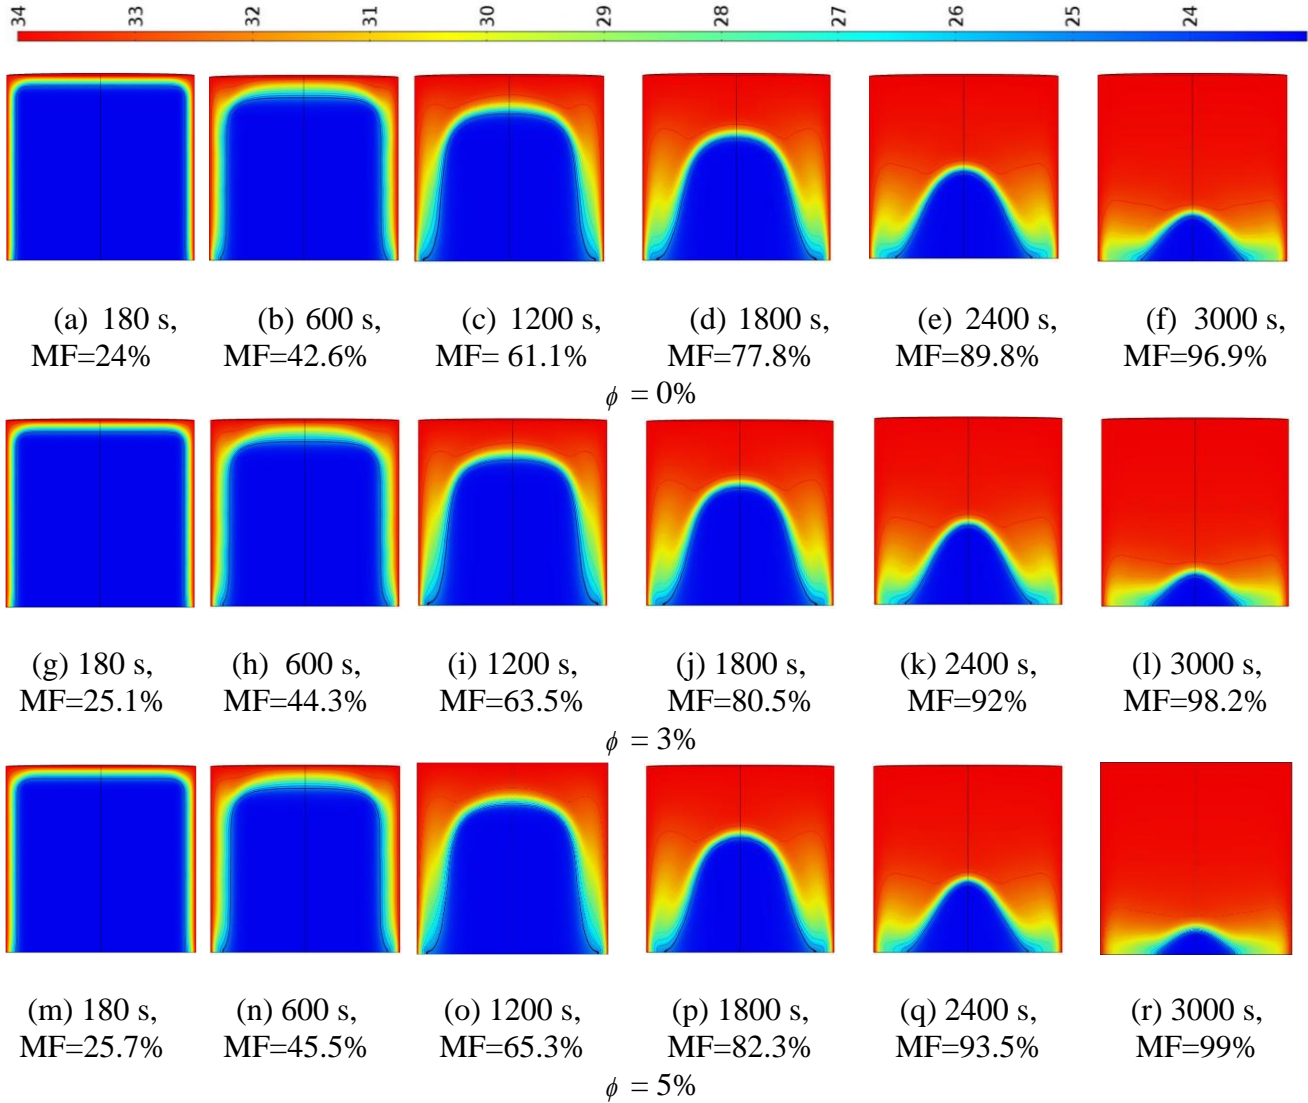 34 33 32 31 30 29 28 27 26 25 24
(a) 180 s, (b) 600 s, (c) 1200 s, (d) 1800 s, (e) 2400 s, (f) 3000 s,
MF=24% MF=42.6% MF= 61.1% MF=77.8% MF=89.8% MF=96.9%
ϕ = 0%
(g) 180 s, (h) 600 s, (i) 1200 s, (j) 1800 s, (k) 2400 s, (l) 3000 s,
MF=25.1% MF=44.3% MF=63.5% MF=80.5% MF=92% MF=98.2%
ϕ = 3%
(m) 180 s, (n) 600 s, (o) 1200 s, (p) 1800 s, (q) 2400 s, (r) 3000 s,
MF=25.7% MF=45.5% MF=65.3% MF=82.3% MF=93.5% MF=99%
ϕ = 5%